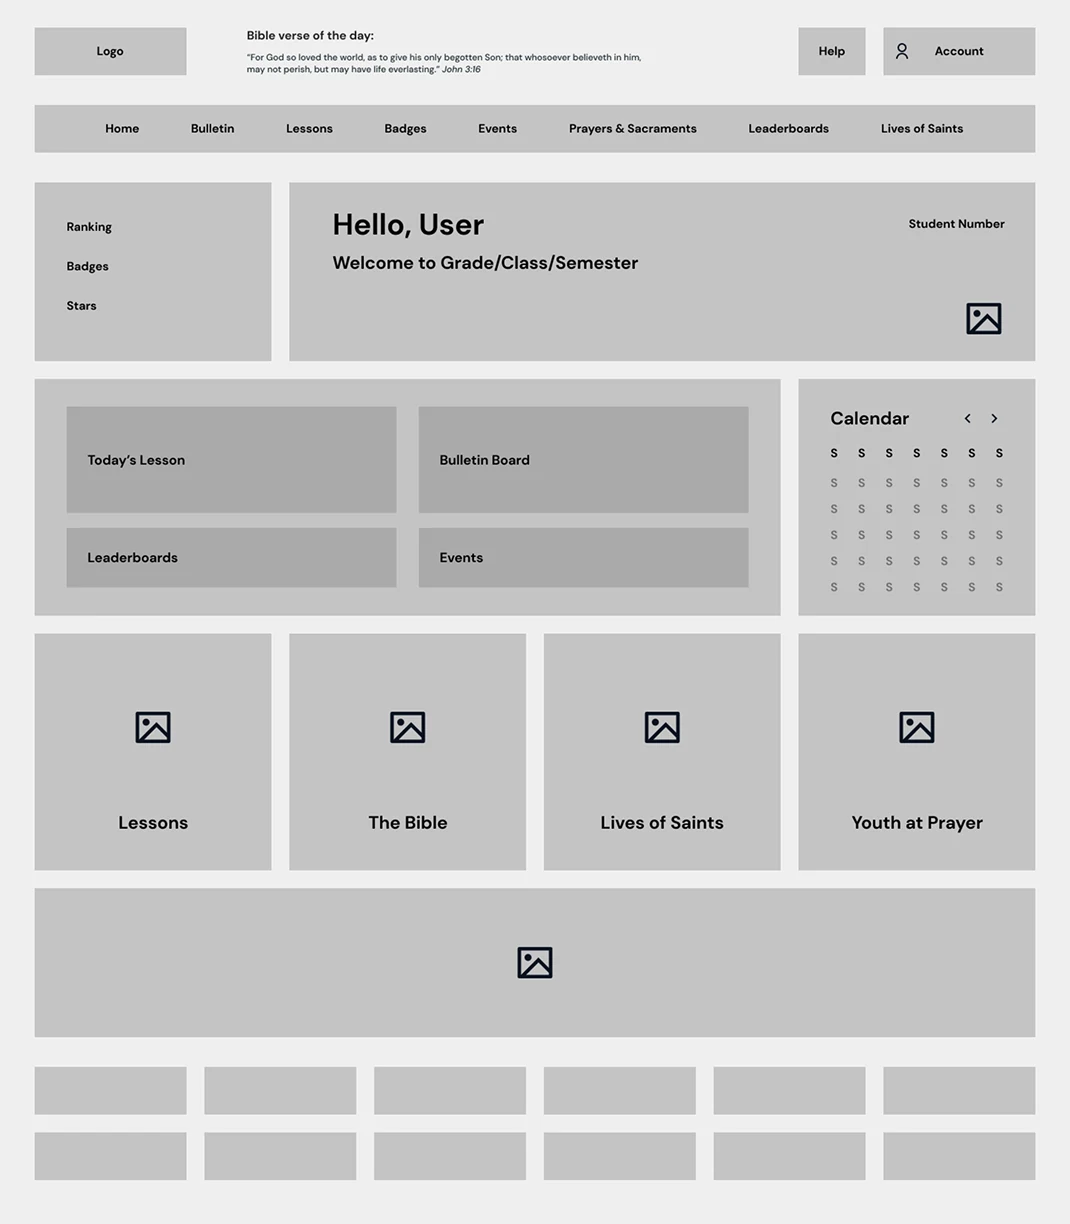 Logo
Bible verse of the day:
“For God so loved the world, as to give his only begotten Son; that whosoever believeth in him,
may not perish, but may have life everlasting.” John 3:16
Help
Account
Home Bulletin Lessons Badges Events Prayers & Sacraments Leaderboards Lives of Saints
Ranking
Badges
Stars
Hello, User
Welcome to Grade/Class/Semester
Student Number
Today’s Lesson
Bulletin Board
Leaderboards
Events
Calendar
S S S S S S S
S S S S S S S
S S S S S S S
S S S S S S S
S S S S S S S
S S S S S S S
Lessons
The Bible
Lives of Saints
Youth at Prayer